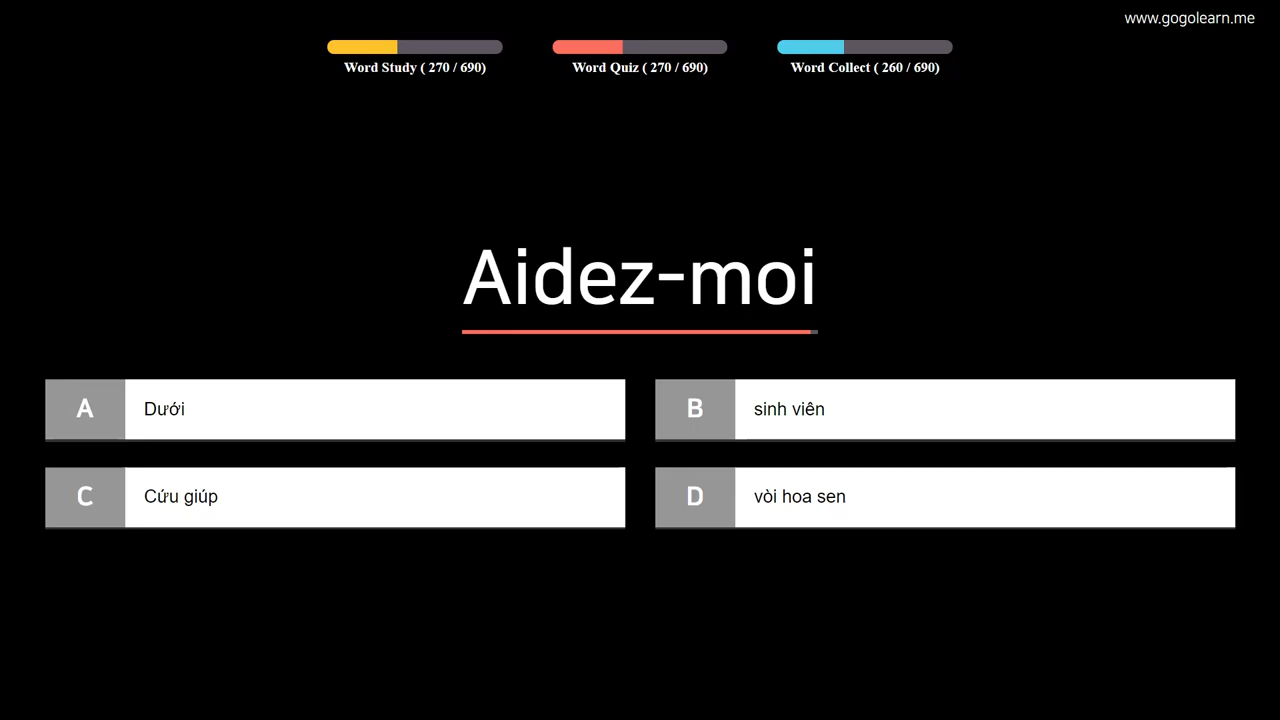 www.gogolearn.me
Word Study ( 270 / 690)
Word Quiz ( 270 / 690)
Word Collect ( 260 / 690)
Aidez-moi
A
Dưới
B
sinh viên
C
Cứu giúp
D
vòi hoa sen